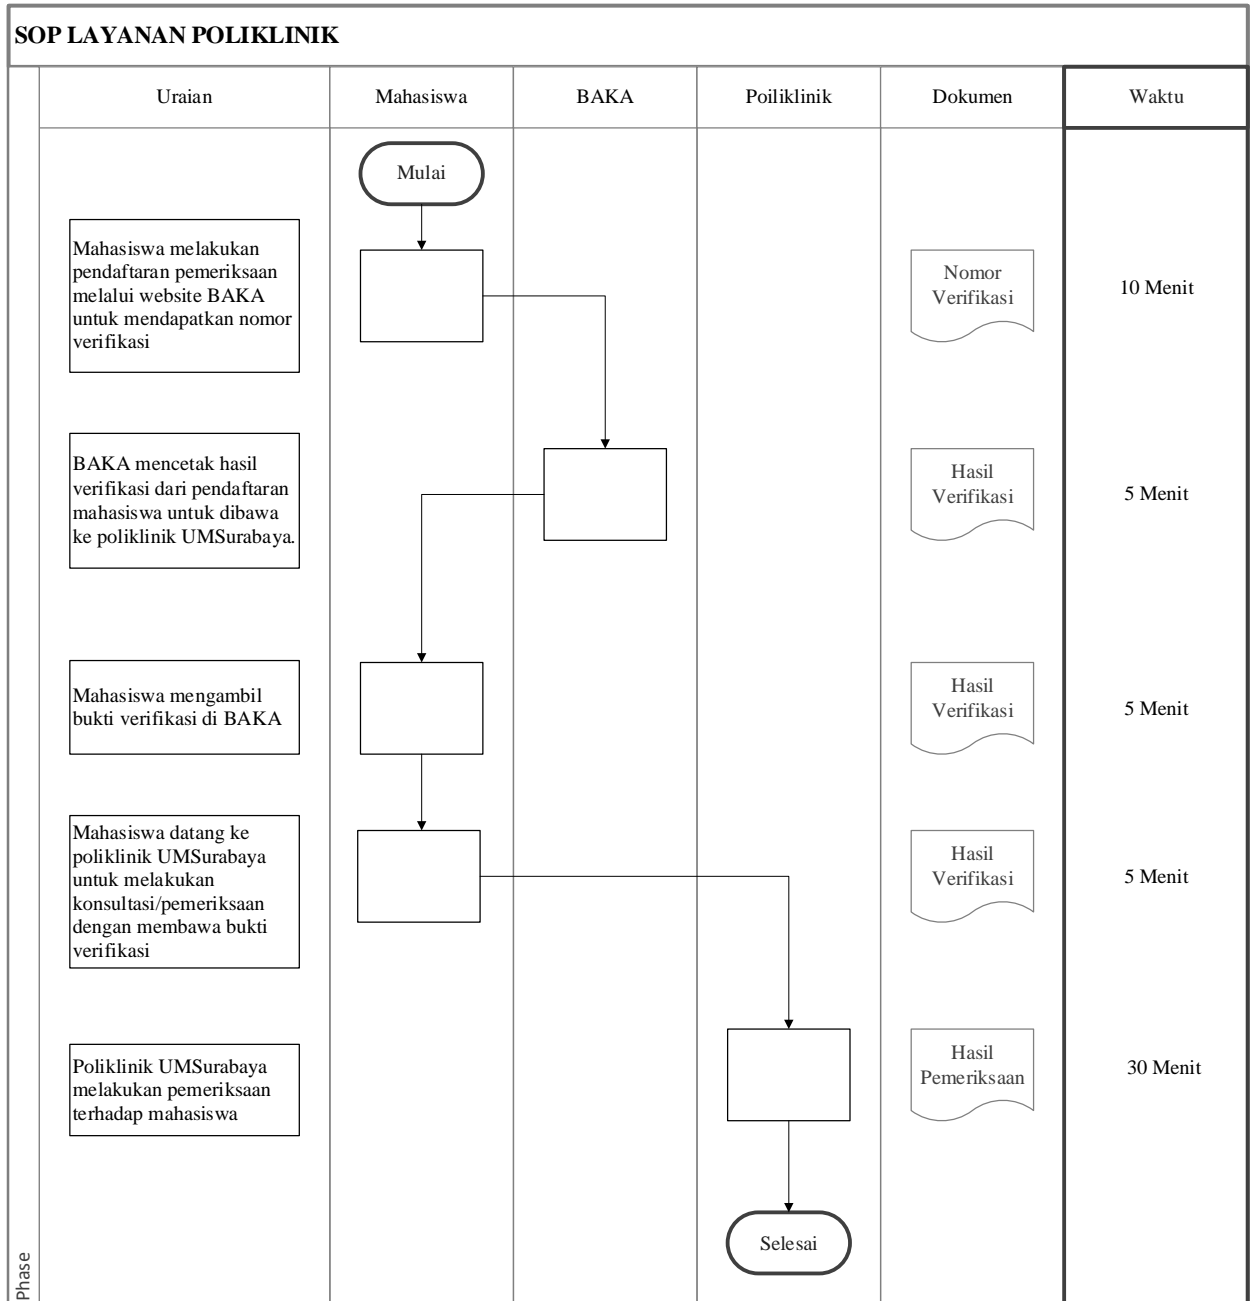 SOP LAYANAN POLIKLINIK
Uraian
Mahasiswa
BAKA
Poiliklinik
Dokumen
Waktu
Mulai
Mahasiswa melakukan
pendaftaran pemeriksaan
melalui website BAKA
untuk mendapatkan nomor
verifikasi
Nomor
Verifikasi
10 Menit
BAKA mencetak hasil
verifikasi dari pendaftaran
mahasiswa untuk dibawa
ke poliklinik UMSurabaya.
Hasil
Verifikasi
5 Menit
Mahasiswa mengambil
bukti verifikasi di BAKA
Hasil
Verifikasi
5 Menit
Mahasiswa datang ke
poliklinik UMSurabaya
untuk melakukan
konsultasi/pemeriksaan
dengan membawa bukti
verifikasi
Hasil
Verifikasi
5 Menit
Poliklinik UMSurabaya
melakukan pemeriksaan
terhadap mahasiswa
Hasil
Pemeriksaan
30 Menit
Selesai
Phase